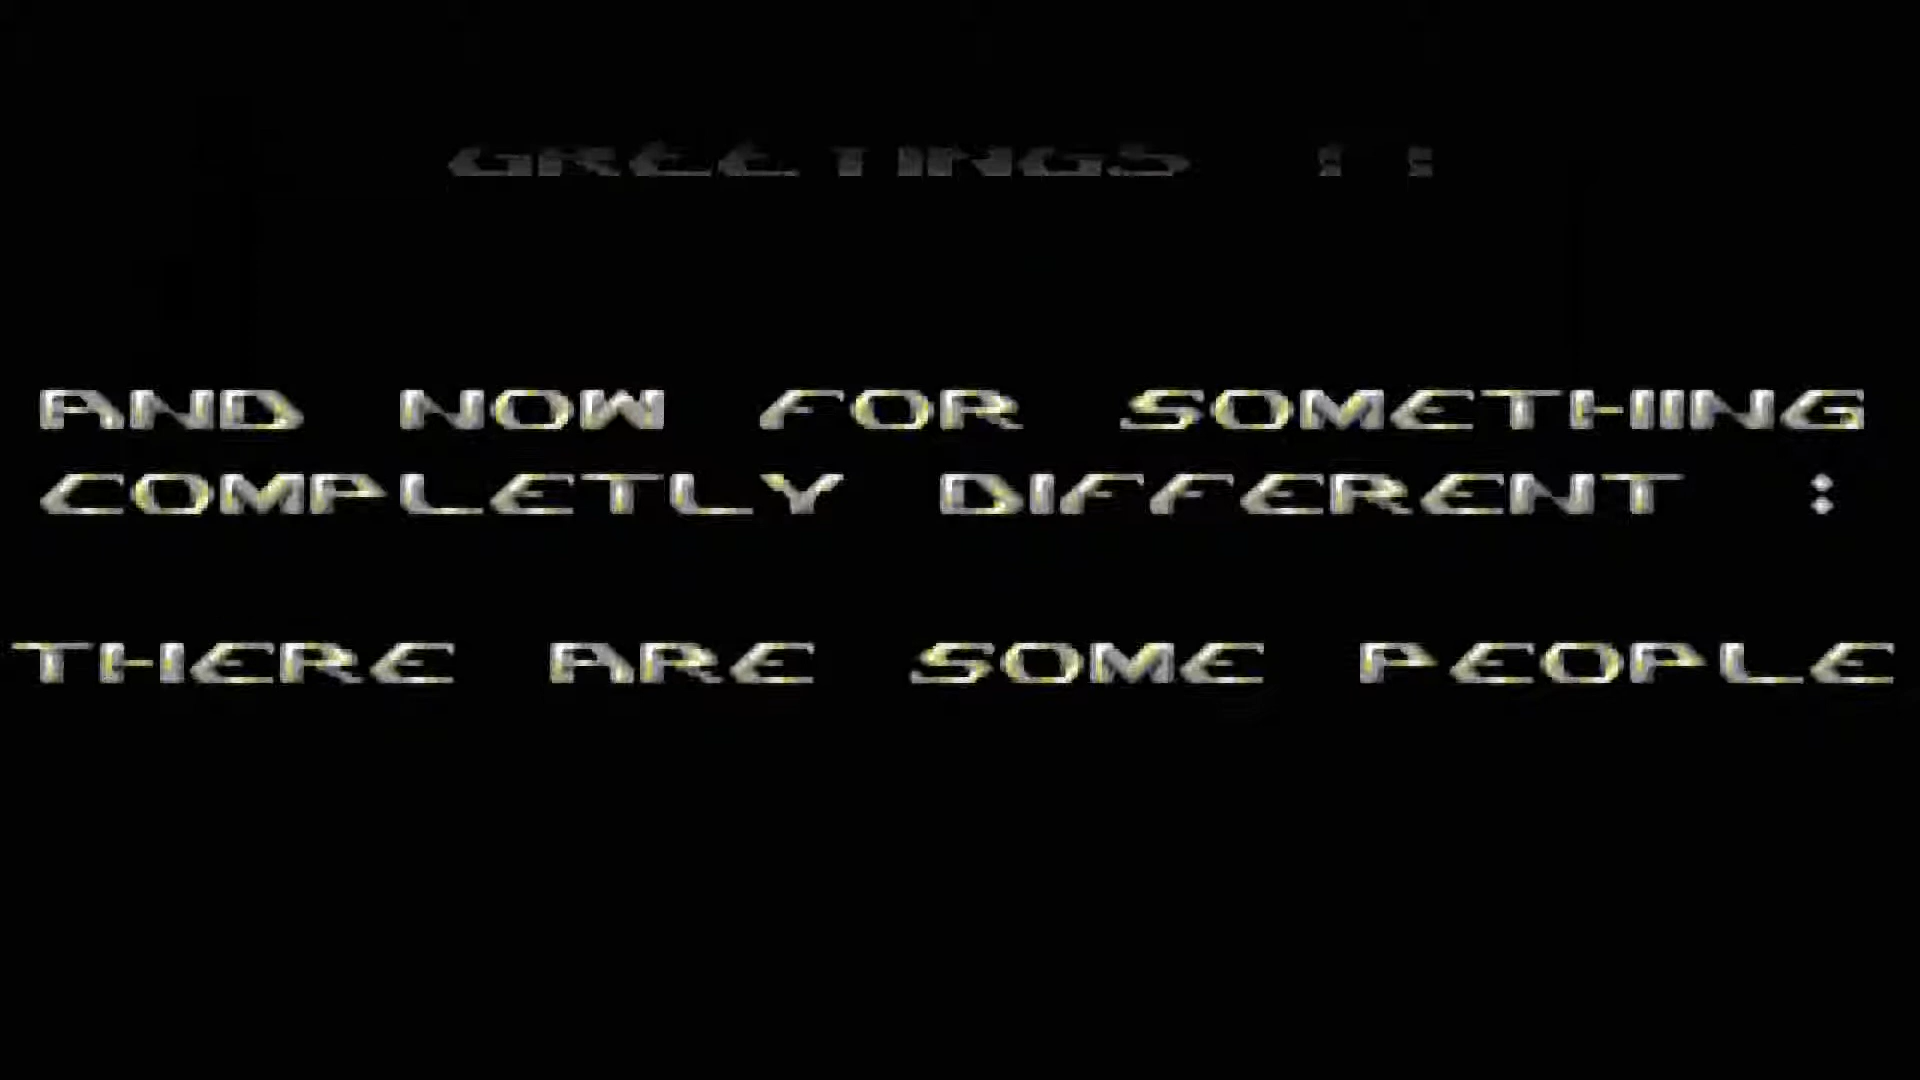 GREETINGS ! !
AND NOW FOR SOMETHING
COMPLETLY DIFFERENT :
THERE ARE SOME PEOPLE